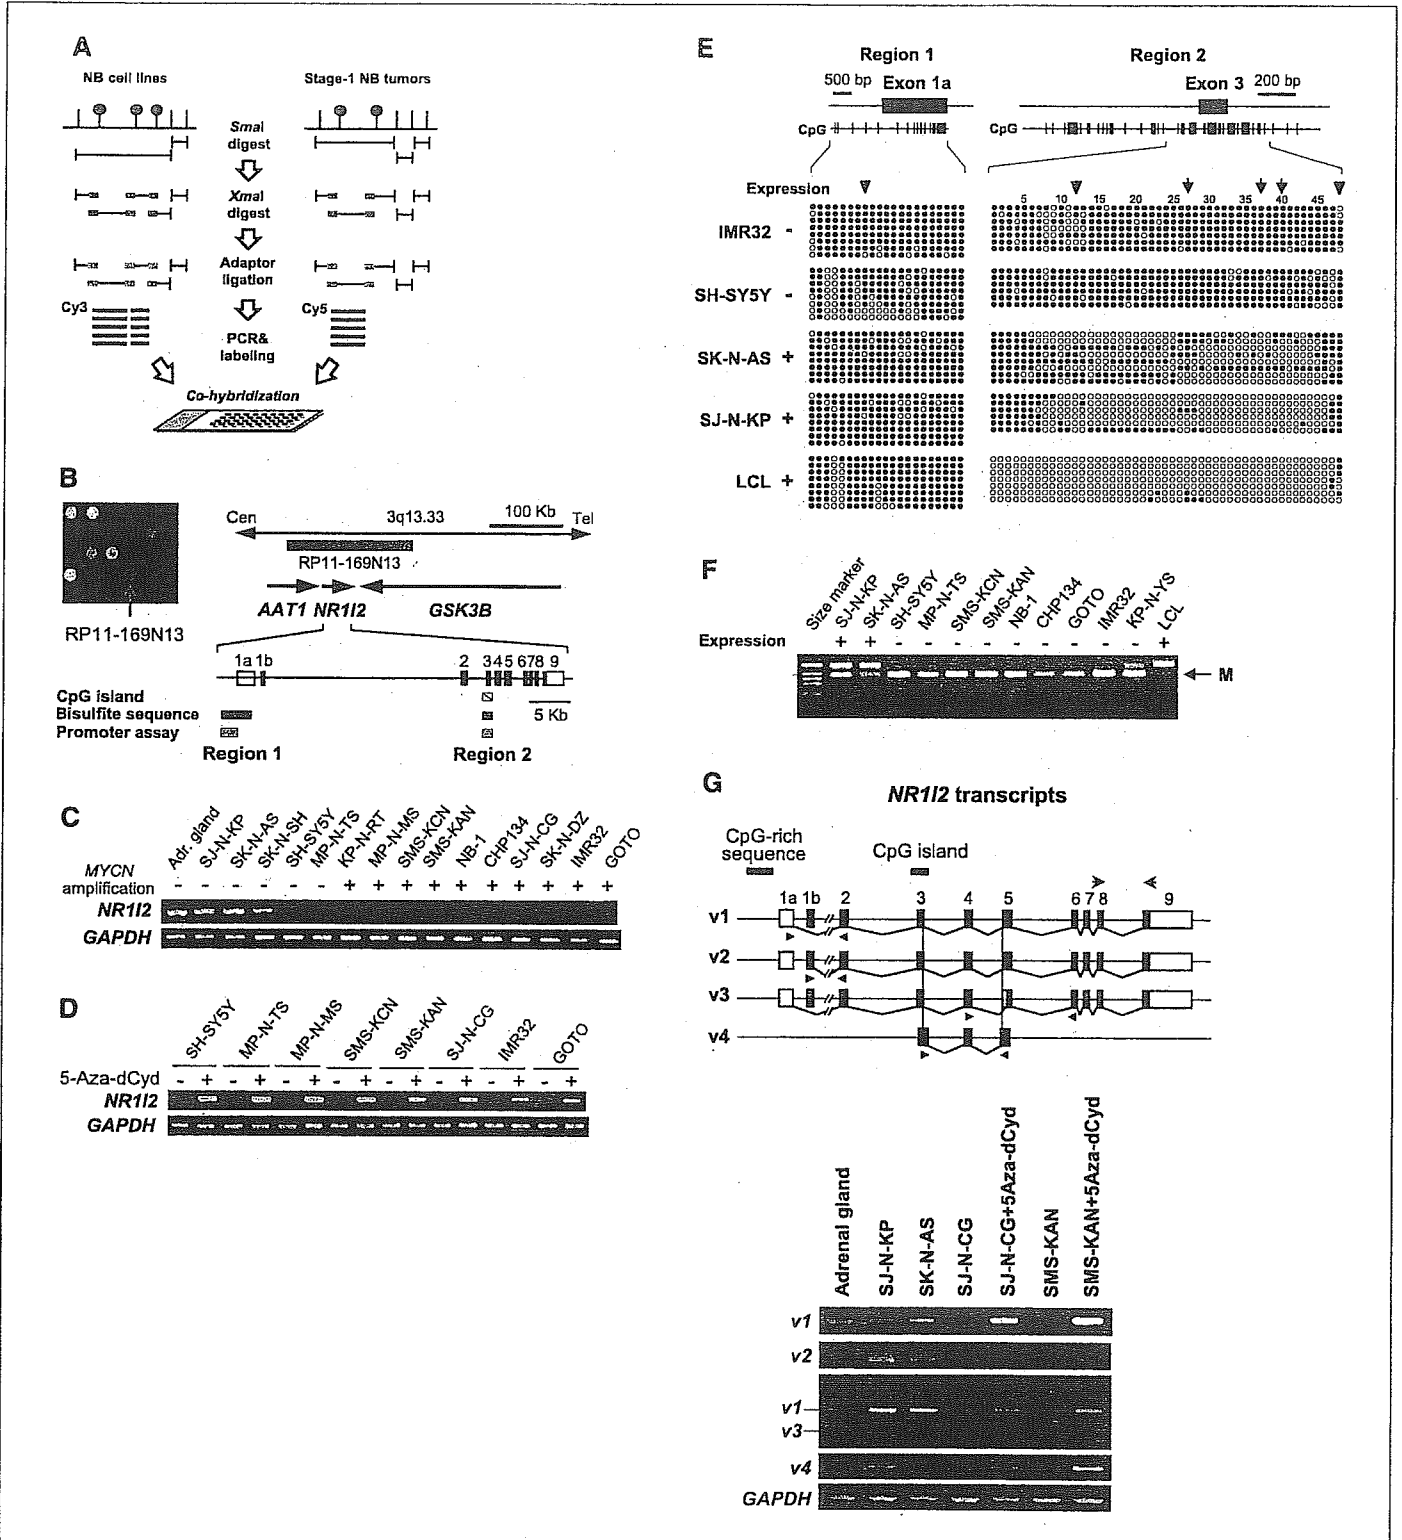 A
NB cell lines
Stage-1 NB tumors
SmaI
digest
XmaI
digest
Adaptor
ligation
Cy3
Cy5
PCR&
labeling
Co-hybridization
B
Cen
3q13.33
100 Kb
Tel
RP11-169N13
RP11-169N13
AAT1 NR1I2
GSK3B
1a 1b
2
3 4 5
6 7 8
9
CpG island
Bisulfite sequence
Promoter assay
5 Kb
Region 1
Region 2
C
Adr. gland
SJ-N-KP
SK-N-AS
SK-N-SH
SH-SY5Y
MP-N-TS
KP-N-RT
MP-N-MS
SMS-KCN
SMS-KAN
NB-1
CHP134
SJ-N-CG
SK-N-DZ
IMR32
GOTO
MYCN
amplification
- - - - - - + + + + + + + + + +
NR1I2
GAPDH
D
SH-SY5Y
MP-N-TS
MP-N-MS
SMS-KCN
SMS-KAN
SJ-N-CG
IMR32
GOTO
5-Aza-dCyd - + - + - + - + - + - + - + - +
NR1I2
GAPDH
E
Region 1
Region 2
500 bp
Exon 1a
Exon 3
200 bp
CpG
CpG
Expression
5 10 15 20 25 30 35 40 45
IMR32 -
SH-SY5Y -
SK-N-AS +
SJ-N-KP +
LCL +
F
Size marker
SJ-N-KP
SK-N-AS
SH-SY5Y
MP-N-TS
SMS-KCN
SMS-KAN
NB-1
CHP134
GOTO
IMR32
KP-N-YS
LCL
Expression + + - - - - - - - - - +
M
G
NR1I2 transcripts
CpG-rich
sequence
CpG island
1a 1b 2 3 4 5 6 7 8 9
v1
v2
v3
v4
Adrenal gland
SJ-N-KP
SK-N-AS
SJ-N-CG
SJ-N-CG+5Aza-dCyd
SMS-KAN
SMS-KAN+5Aza-dCyd
v1
v2
v1
v3
v4
GAPDH